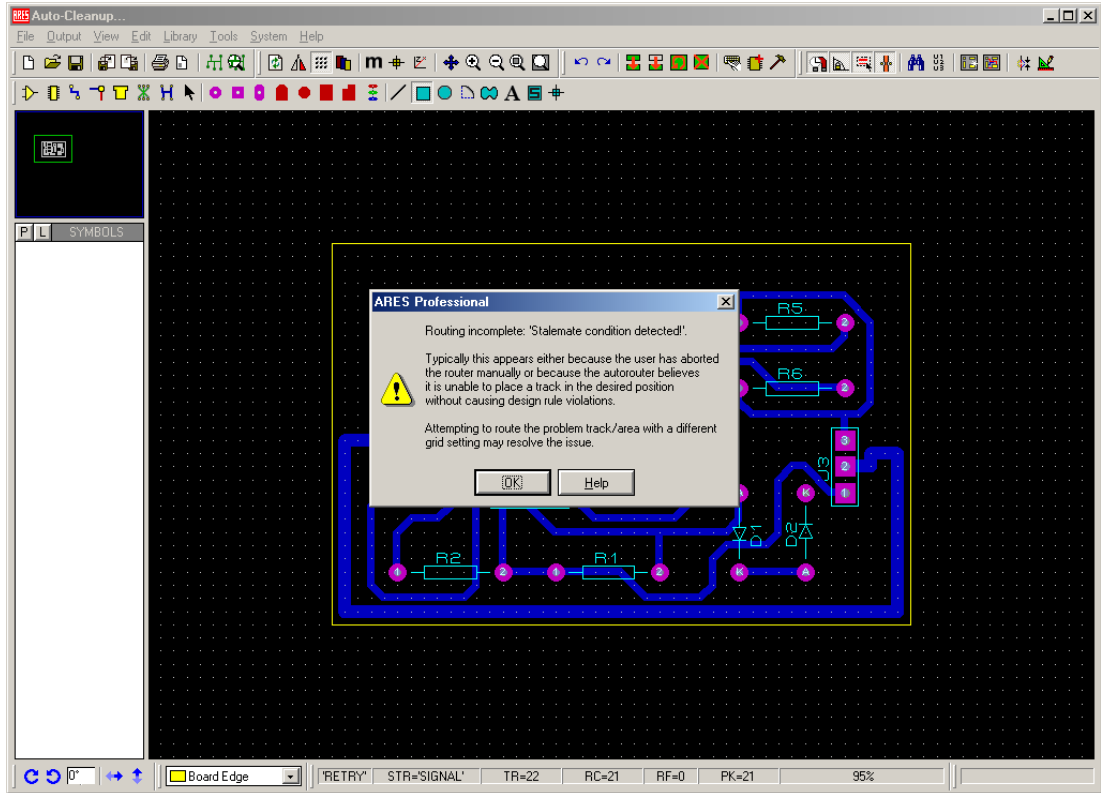 ARES Auto-Cleanup...
File Output View Edit Library Tools System Help
m
A S
P L SYMBOLS
ARES Professional
Routing incomplete: 'Stalemate condition detected!'.
Typically this appears either because the user has aborted
the router manually or because the autorouter believes
it is unable to place a track in the desired position
without causing design rule violations.
Attempting to route the problem track/area with a different
grid setting may resolve the issue.
OK Help
R5
2
R6
2
3
2
1
J3
A K
D1 D2
R2 R1
1 2 1 2 K A
0° Board Edge 'RETRY' STR='SIGNAL' TR=22 RC=21 RF=0 PK=21 95%